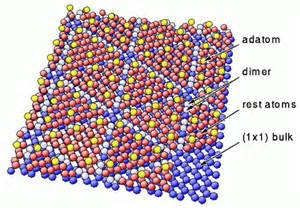 adatom
dimer
rest atoms
(1x1) bulk